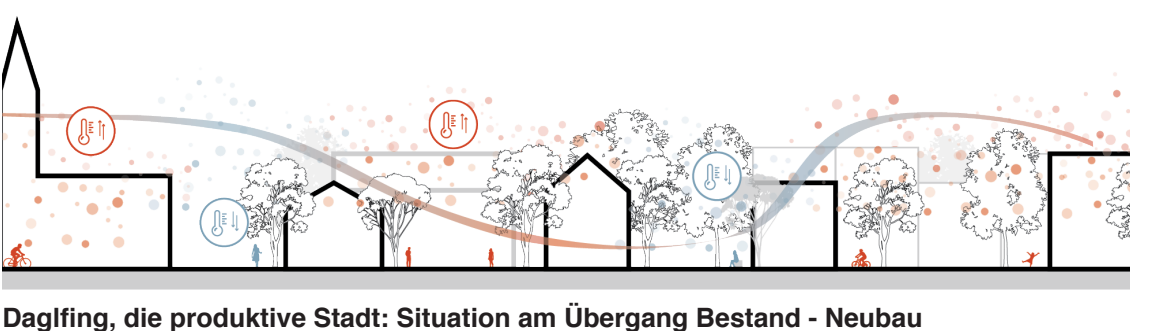 Daglfing, die produktive Stadt: Situation am Übergang Bestand - Neubau